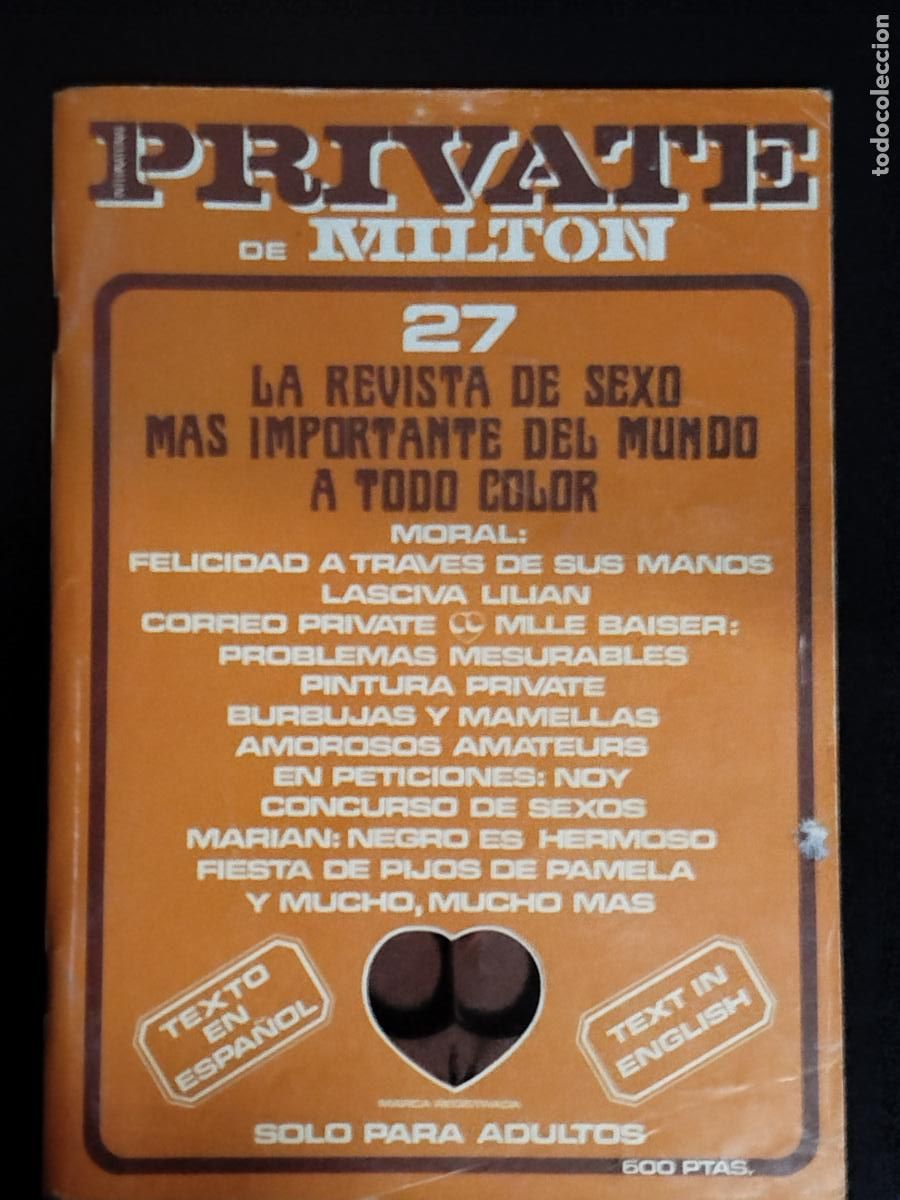 PRIVATE
DE MILTON
27
LA REVISTA DE SEXO
MAS IMPORTANTE DEL MUNDO
A TODO COLOR
MORAL:
FELICIDAD A TRAVES DE SUS MANOS
LASCIVA LILIAN
CORREO PRIVATE MLLE BAISER:
PROBLEMAS MESURABLES
PINTURA PRIVATE
BURBUJAS Y MAMELLAS
AMOROSOS AMATEURS
EN PETICIONES: NOY
CONCURSO DE SEXOS
MARIAN: NEGRO ES HERMOSO
FIESTA DE PIJOS DE PAMELA
Y MUCHO, MUCHO MAS
TEXTO
EN
ESPAÑOL
TEXT IN
ENGLISH
MARCA REGISTRADA
SOLO PARA ADULTOS
600 PTAS.
todocoleccion